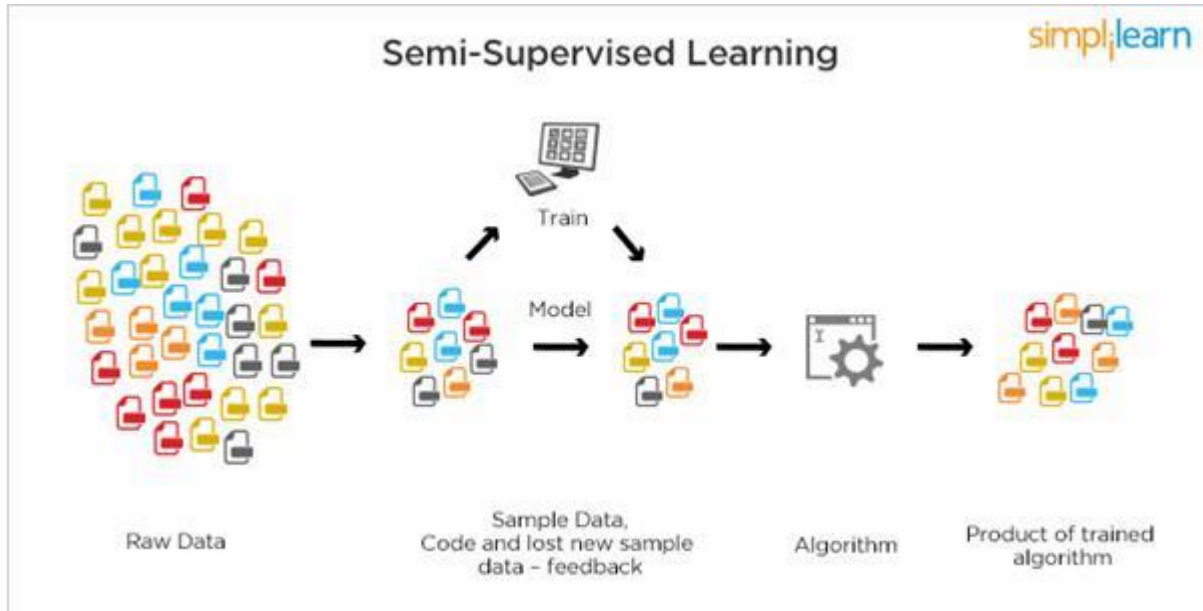 Semi-Supervised Learning
simplilearn
Train
Model
Raw Data
Sample Data,
Code and lost new sample
data – feedback
Algorithm
Product of trained
algorithm